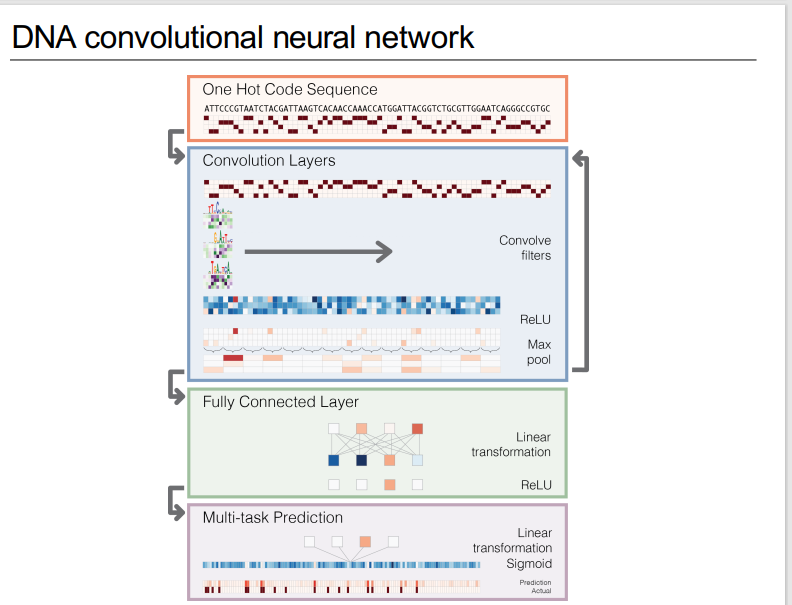 DNA convolutional neural network
One Hot Code Sequence
ATTCCCGTAATCTACGATTAAGTCACAACCAAACCATGGATTACGGTCTGCGTTGGAATCAGGGCCGTGC
Convolution Layers
Convolve
filters
ReLU
Max
pool
Fully Connected Layer
Linear
transformation
ReLU
Multi-task Prediction
Linear
transformation
Sigmoid
Prediction
Actual